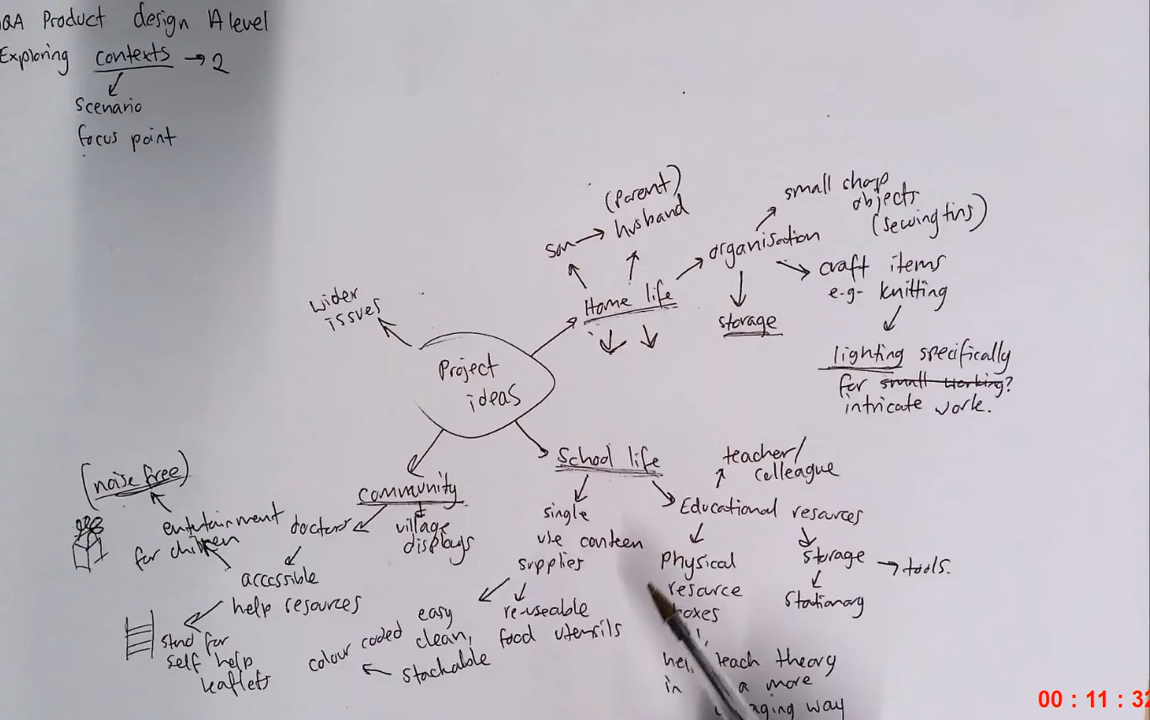 QA Product design A level
Exploring contexts → 2
Scenario
focus point
Project
ideas
wider
issues
Home life
son → husband
(parent)
organisation
small sharp
objects
(sewing tins)
craft items
e.g- knitting
lighting specifically
for small working?
intricate work.
storage
School life
single
use canteen
supplies
re-useable
food utensils
easy
clean,
stackable
colour coded
Educational resources
teacher/
colleague
Physical
resource
boxes
teach theory
in a more
way
storage → tools.
Stationary
community
village
displays
doctors
accessible
help resources
stand for
self help
leaflets
entertainment
for children
(noise free)
00 : 11 : 32